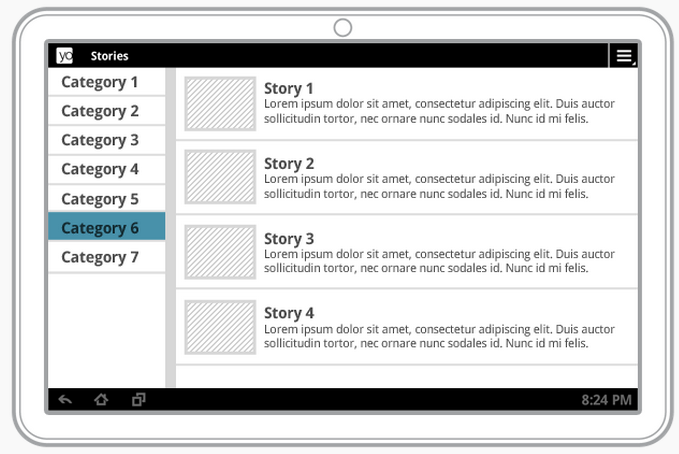 yo Stories
Category 1
Category 2
Category 3
Category 4
Category 5
Category 6
Category 7
Story 1
Lorem ipsum dolor sit amet, consectetur adipiscing elit. Duis auctor
sollicitudin tortor, nec ornare nunc sodales id. Nunc id mi felis.
Story 2
Lorem ipsum dolor sit amet, consectetur adipiscing elit. Duis auctor
sollicitudin tortor, nec ornare nunc sodales id. Nunc id mi felis.
Story 3
Lorem ipsum dolor sit amet, consectetur adipiscing elit. Duis auctor
sollicitudin tortor, nec ornare nunc sodales id. Nunc id mi felis.
Story 4
Lorem ipsum dolor sit amet, consectetur adipiscing elit. Duis auctor
sollicitudin tortor, nec ornare nunc sodales id. Nunc id mi felis.
8:24 PM